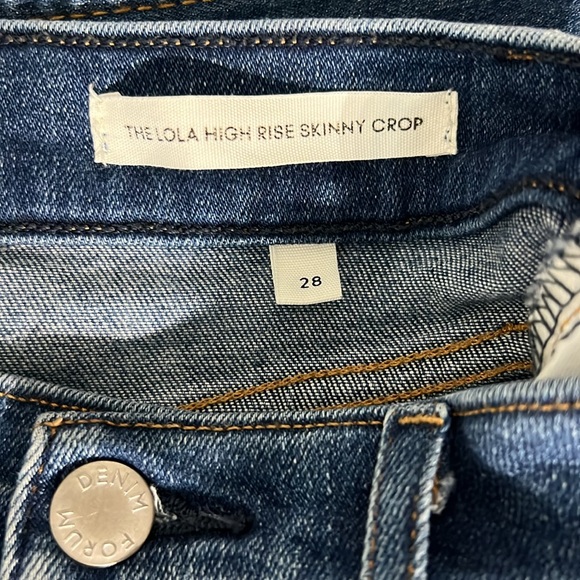 THE LOLA HIGH RISE SKINNY CROP
28
DENIM
FORUM